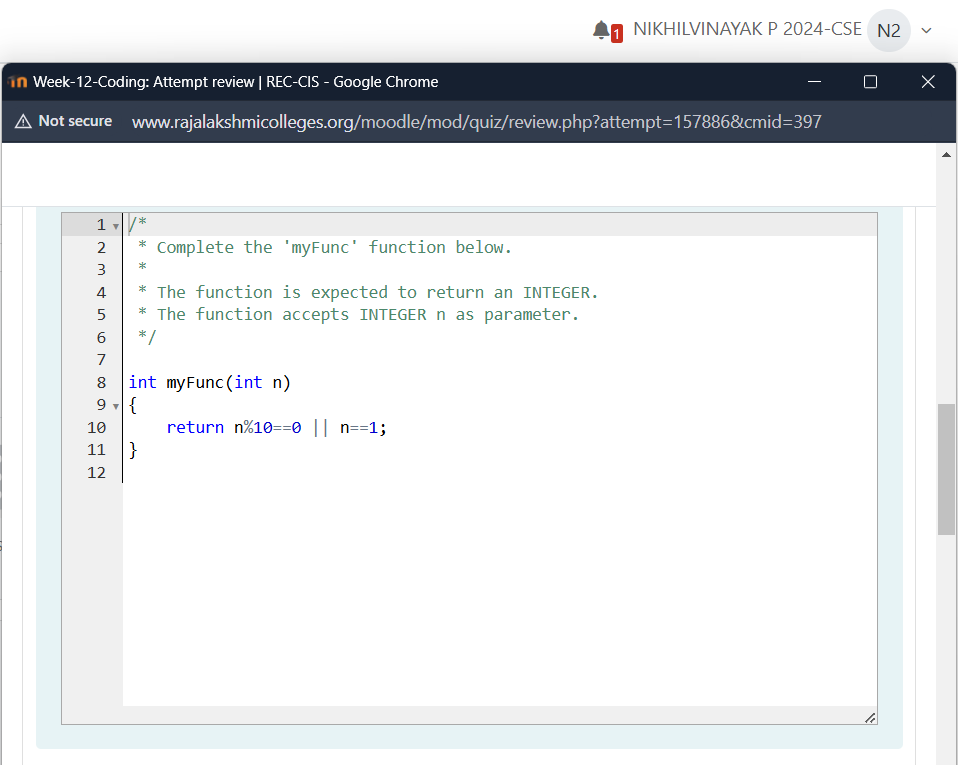 1 NIKHILVINAYAK P 2024-CSE N2
Week-12-Coding: Attempt review | REC-CIS - Google Chrome
Not secure www.rajalakshmicolleges.org/moodle/mod/quiz/review.php?attempt=157886&cmid=397
1 /*
2  * Complete the 'myFunc' function below.
3  *
4  * The function is expected to return an INTEGER.
5  * The function accepts INTEGER n as parameter.
6  */
7
8 int myFunc(int n)
9 {
10     return n%10==0 || n==1;
11 }
12